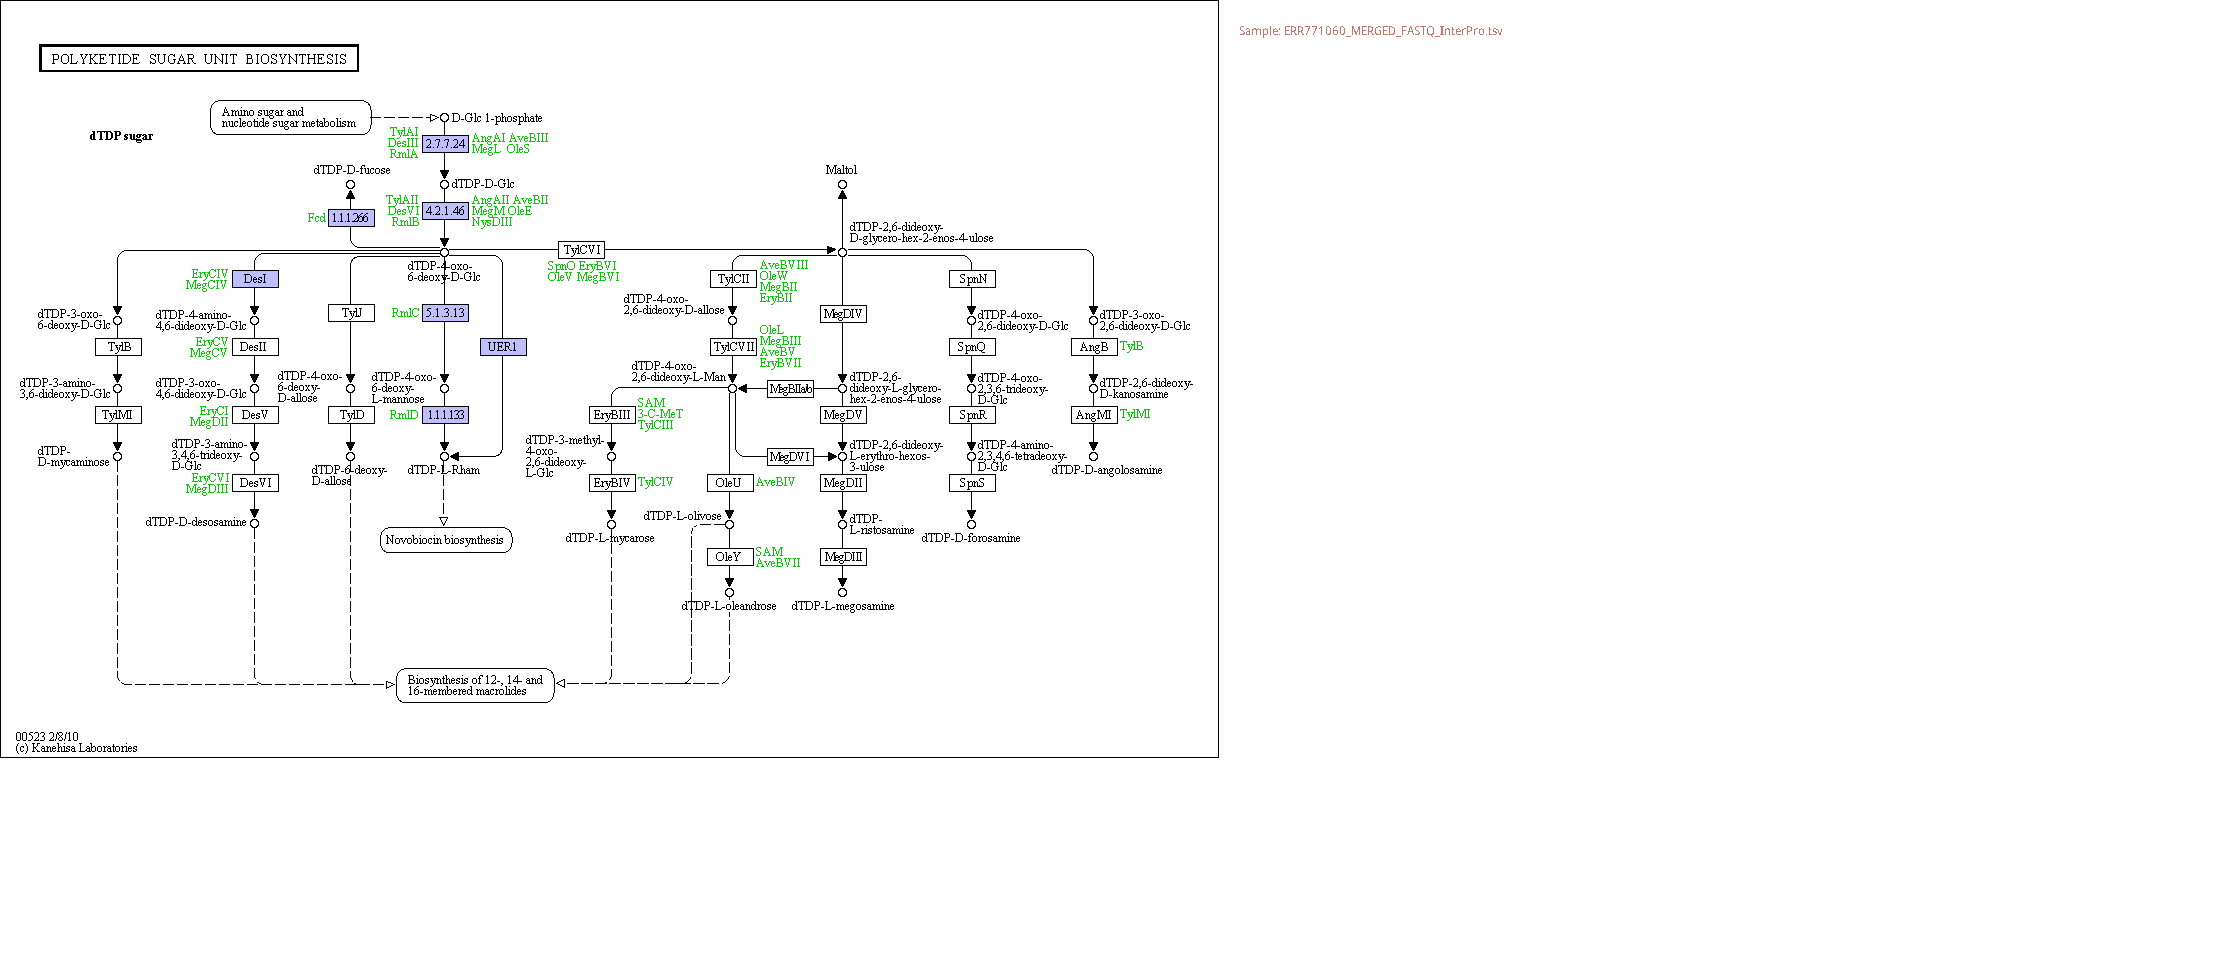 Sample: ERR771060_MERGED_FASTQ_InterPro.tsv
POLYKETIDE SUGAR UNIT BIOSYNTHESIS
Amino sugar and
nucleotide sugar metabolism
D-Glc 1-phosphate
dTDP sugar
TylAI
DesIII
RmlA
2.7.7.24
AngAI AveBIII
MegL OleS
dTDP-D-fucose
dTDP-D-Glc
Maltol
TylAII
DesVI
RmlB
4.2.1.46
AngAII AveBII
MegM OleE
NysDIII
Fcd
1.1.1.266
dTDP-2,6-dideoxy-
D-glycero-hex-2-enos-4-ulose
TylCVI
SpnO EryBVI
OleV MegBVI
dTDP-4-oxo-
6-deoxy-D-Glc
EryCIV
MegCIV
DesI
TylCII
AveBVIII
OleW
MegBII
EryBII
SpnN
dTDP-4-oxo-
2,6-dideoxy-D-allose
TylJ
RmlC
5.1.3.13
MegDIV
dTDP-3-oxo-
6-deoxy-D-Glc
dTDP-4-amino-
4,6-dideoxy-D-Glc
dTDP-4-oxo-
2,6-dideoxy-D-Glc
dTDP-3-oxo-
2,6-dideoxy-D-Glc
TylB
EryCV
MegCV
DesII
UER1
TylCVII
OleL
MegBIII
AveBV
EryBVII
SpnQ
AngB
TylB
dTDP-4-oxo-
2,6-dideoxy-L-Man
dTDP-3-amino-
3,6-dideoxy-D-Glc
dTDP-3-oxo-
4,6-dideoxy-D-Glc
dTDP-4-oxo-
6-deoxy-
D-allose
dTDP-4-oxo-
6-deoxy-
L-mannose
MegBIIa/b
dTDP-2,6-
dideoxy-L-glycero-
hex-2-enos-4-ulose
dTDP-4-oxo-
2,3,6-trideoxy-
D-Glc
dTDP-2,6-dideoxy-
D-kanosamine
TylMI
EryCI
MegDII
DesV
TylD
RmlD
1.1.1.133
EryBIII
SAM
3-C-MeT
TylCIII
MegDV
SpnR
AngMI
TylMI
dTDP-
D-mycaminose
dTDP-3-amino-
3,4,6-trideoxy-
D-Glc
dTDP-6-deoxy-
D-allose
dTDP-L-Rham
dTDP-3-methyl-
4-oxo-
2,6-dideoxy-
L-Glc
MegDVI
dTDP-2,6-dideoxy-
L-erythro-hexos-
3-ulose
dTDP-4-amino-
2,3,4,6-tetradeoxy-
D-Glc
dTDP-D-angolosamine
EryCVI
MegDIII
DesVI
EryBIV
TylCIV
OleU
AveBIV
MegDII
SpnS
dTDP-D-desosamine
Novobiocin biosynthesis
dTDP-L-mycarose
dTDP-L-olivose
dTDP-
L-ristosamine
dTDP-D-forosamine
OleY
SAM
AveBVII
MegDIII
dTDP-L-oleandrose
dTDP-L-megosamine
Biosynthesis of 12-, 14- and
16-membered macrolides
00523 2/8/10
(c) Kanehisa Laboratories